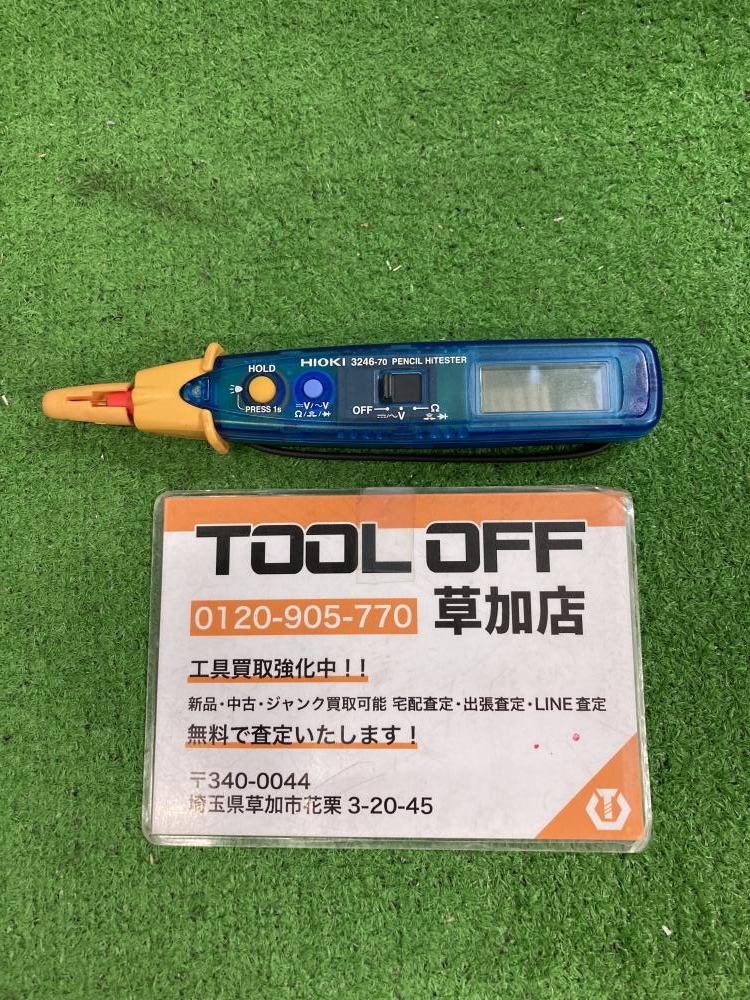 HIOKI 3246-70 PENCIL HITESTER
HOLD
PRESS 1s
⎓V/～V
Ω/⎍/➔|
OFF
⎓/～V
Ω
TOOL OFF
0120-905-770 草加店
工具買取強化中！！
新品・中古・ジャンク買取可能 宅配査定・出張査定・LINE査定
無料で査定いたします！
〒340-0044
埼玉県草加市花栗 3-20-45